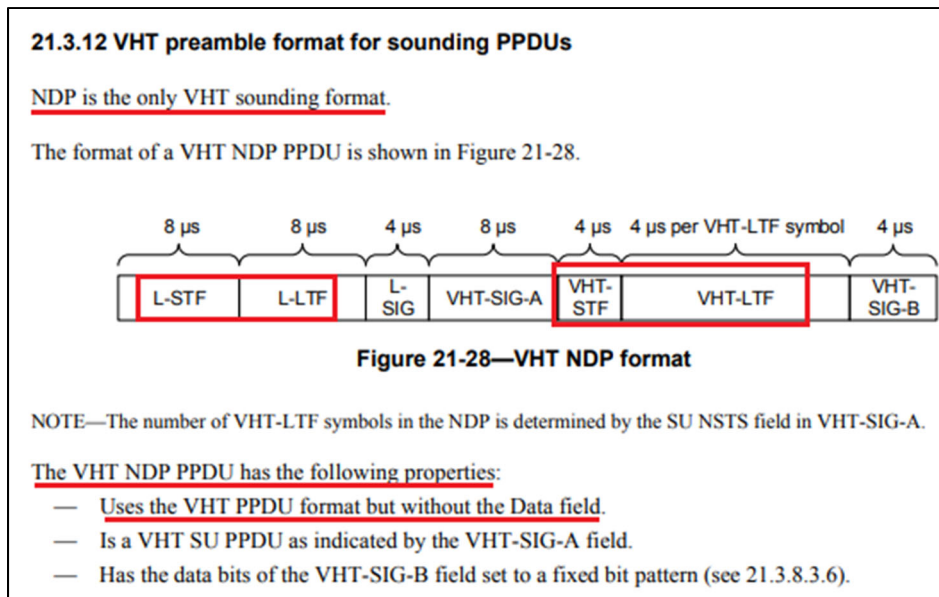 21.3.12 VHT preamble format for sounding PPDUs
NDP is the only VHT sounding format.
The format of a VHT NDP PPDU is shown in Figure 21-28.
8 µs 8 µs 4 µs 8 µs 4 µs 4 µs per VHT-LTF symbol 4 µs
L-STF L-LTF L- VHT-SIG-A VHT- VHT-LTF VHT-
SIG STF SIG-B
Figure 21-28—VHT NDP format
NOTE—The number of VHT-LTF symbols in the NDP is determined by the SU NSTS field in VHT-SIG-A.
The VHT NDP PPDU has the following properties:
— Uses the VHT PPDU format but without the Data field.
— Is a VHT SU PPDU as indicated by the VHT-SIG-A field.
— Has the data bits of the VHT-SIG-B field set to a fixed bit pattern (see 21.3.8.3.6).